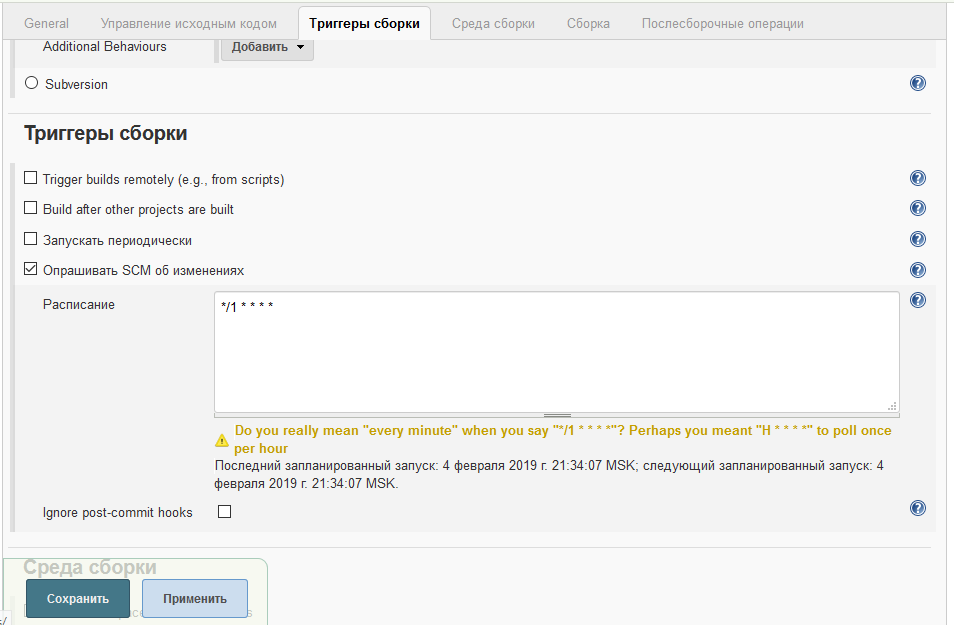 General Управление исходным кодом Триггеры сборки Среда сборки Сборка Послесборочные операции
Additional Behaviours Добавить
Subversion
Триггеры сборки
Trigger builds remotely (e.g., from scripts)
Build after other projects are built
Запускать периодически
Опрашивать SCM об изменениях
Расписание
*/1 * * * *
Do you really mean "every minute" when you say "*/1 * * * *"? Perhaps you meant "H * * * *" to poll once
per hour
Последний запланированный запуск: 4 февраля 2019 г. 21:34:07 MSK; следующий запланированный запуск: 4
февраля 2019 г. 21:34:07 MSK.
Ignore post-commit hooks
Среда сборки
Сохранить Применить